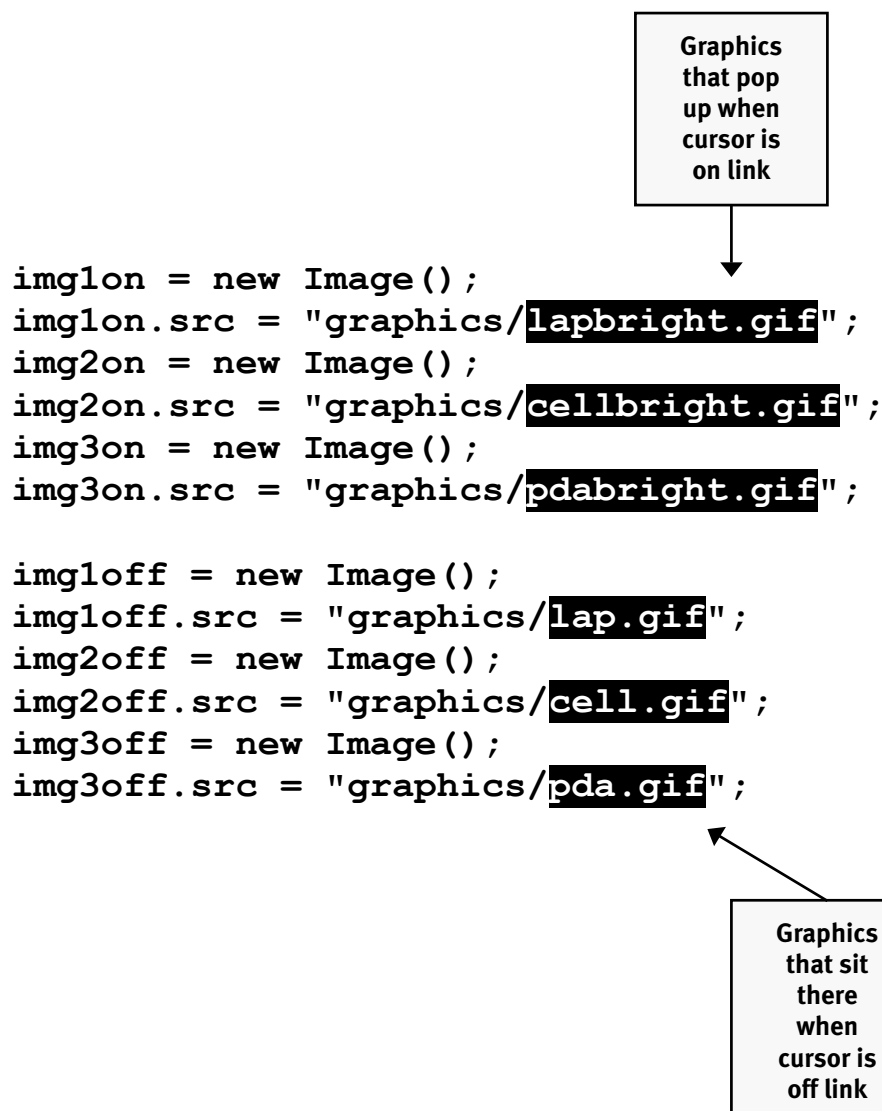 Graphics
that pop
up when
cursor is
on link
img1on = new Image();
img1on.src = "graphics/lapbright.gif";
img2on = new Image();
img2on.src = "graphics/cellbright.gif";
img3on = new Image();
img3on.src = "graphics/pdabright.gif";
img1off = new Image();
img1off.src = "graphics/lap.gif";
img2off = new Image();
img2off.src = "graphics/cell.gif";
img3off = new Image();
img3off.src = "graphics/pda.gif";
Graphics
that sit
there
when
cursor is
off link